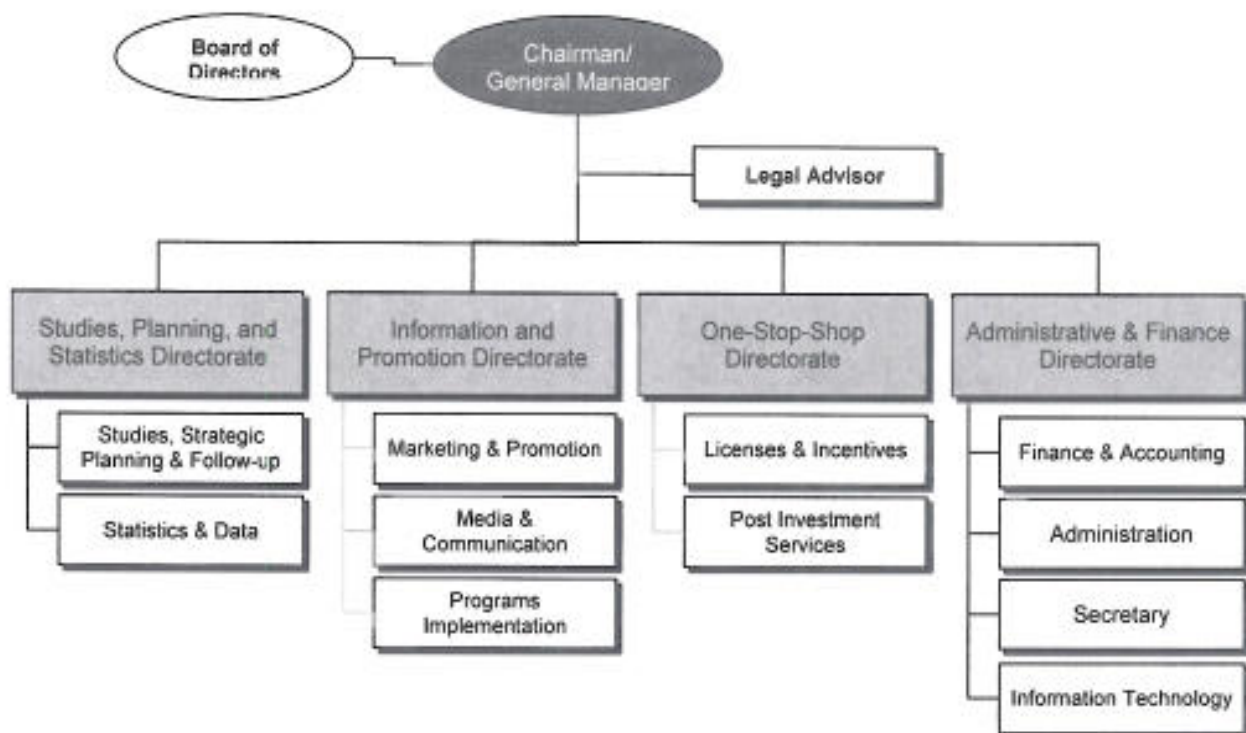 Board of
Directors
Chairman/
General Manager
Legal Advisor
Studies, Planning, and
Statistics Directorate
Studies, Strategic
Planning & Follow-up
Statistics & Data
Information and
Promotion Directorate
Marketing & Promotion
Media &
Communication
Programs
Implementation
One-Stop-Shop
Directorate
Licenses & Incentives
Post Investment
Services
Administrative & Finance
Directorate
Finance & Accounting
Administration
Secretary
Information Technology